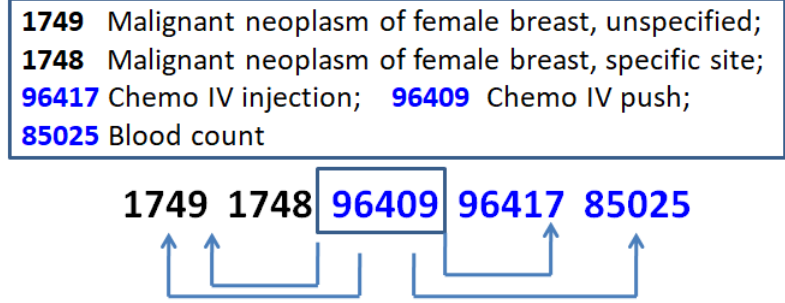 1749 Malignant neoplasm of female breast, unspecified;
1748 Malignant neoplasm of female breast, specific site;
96417 Chemo IV injection; 96409 Chemo IV push;
85025 Blood count
1749 1748 96409 96417 85025